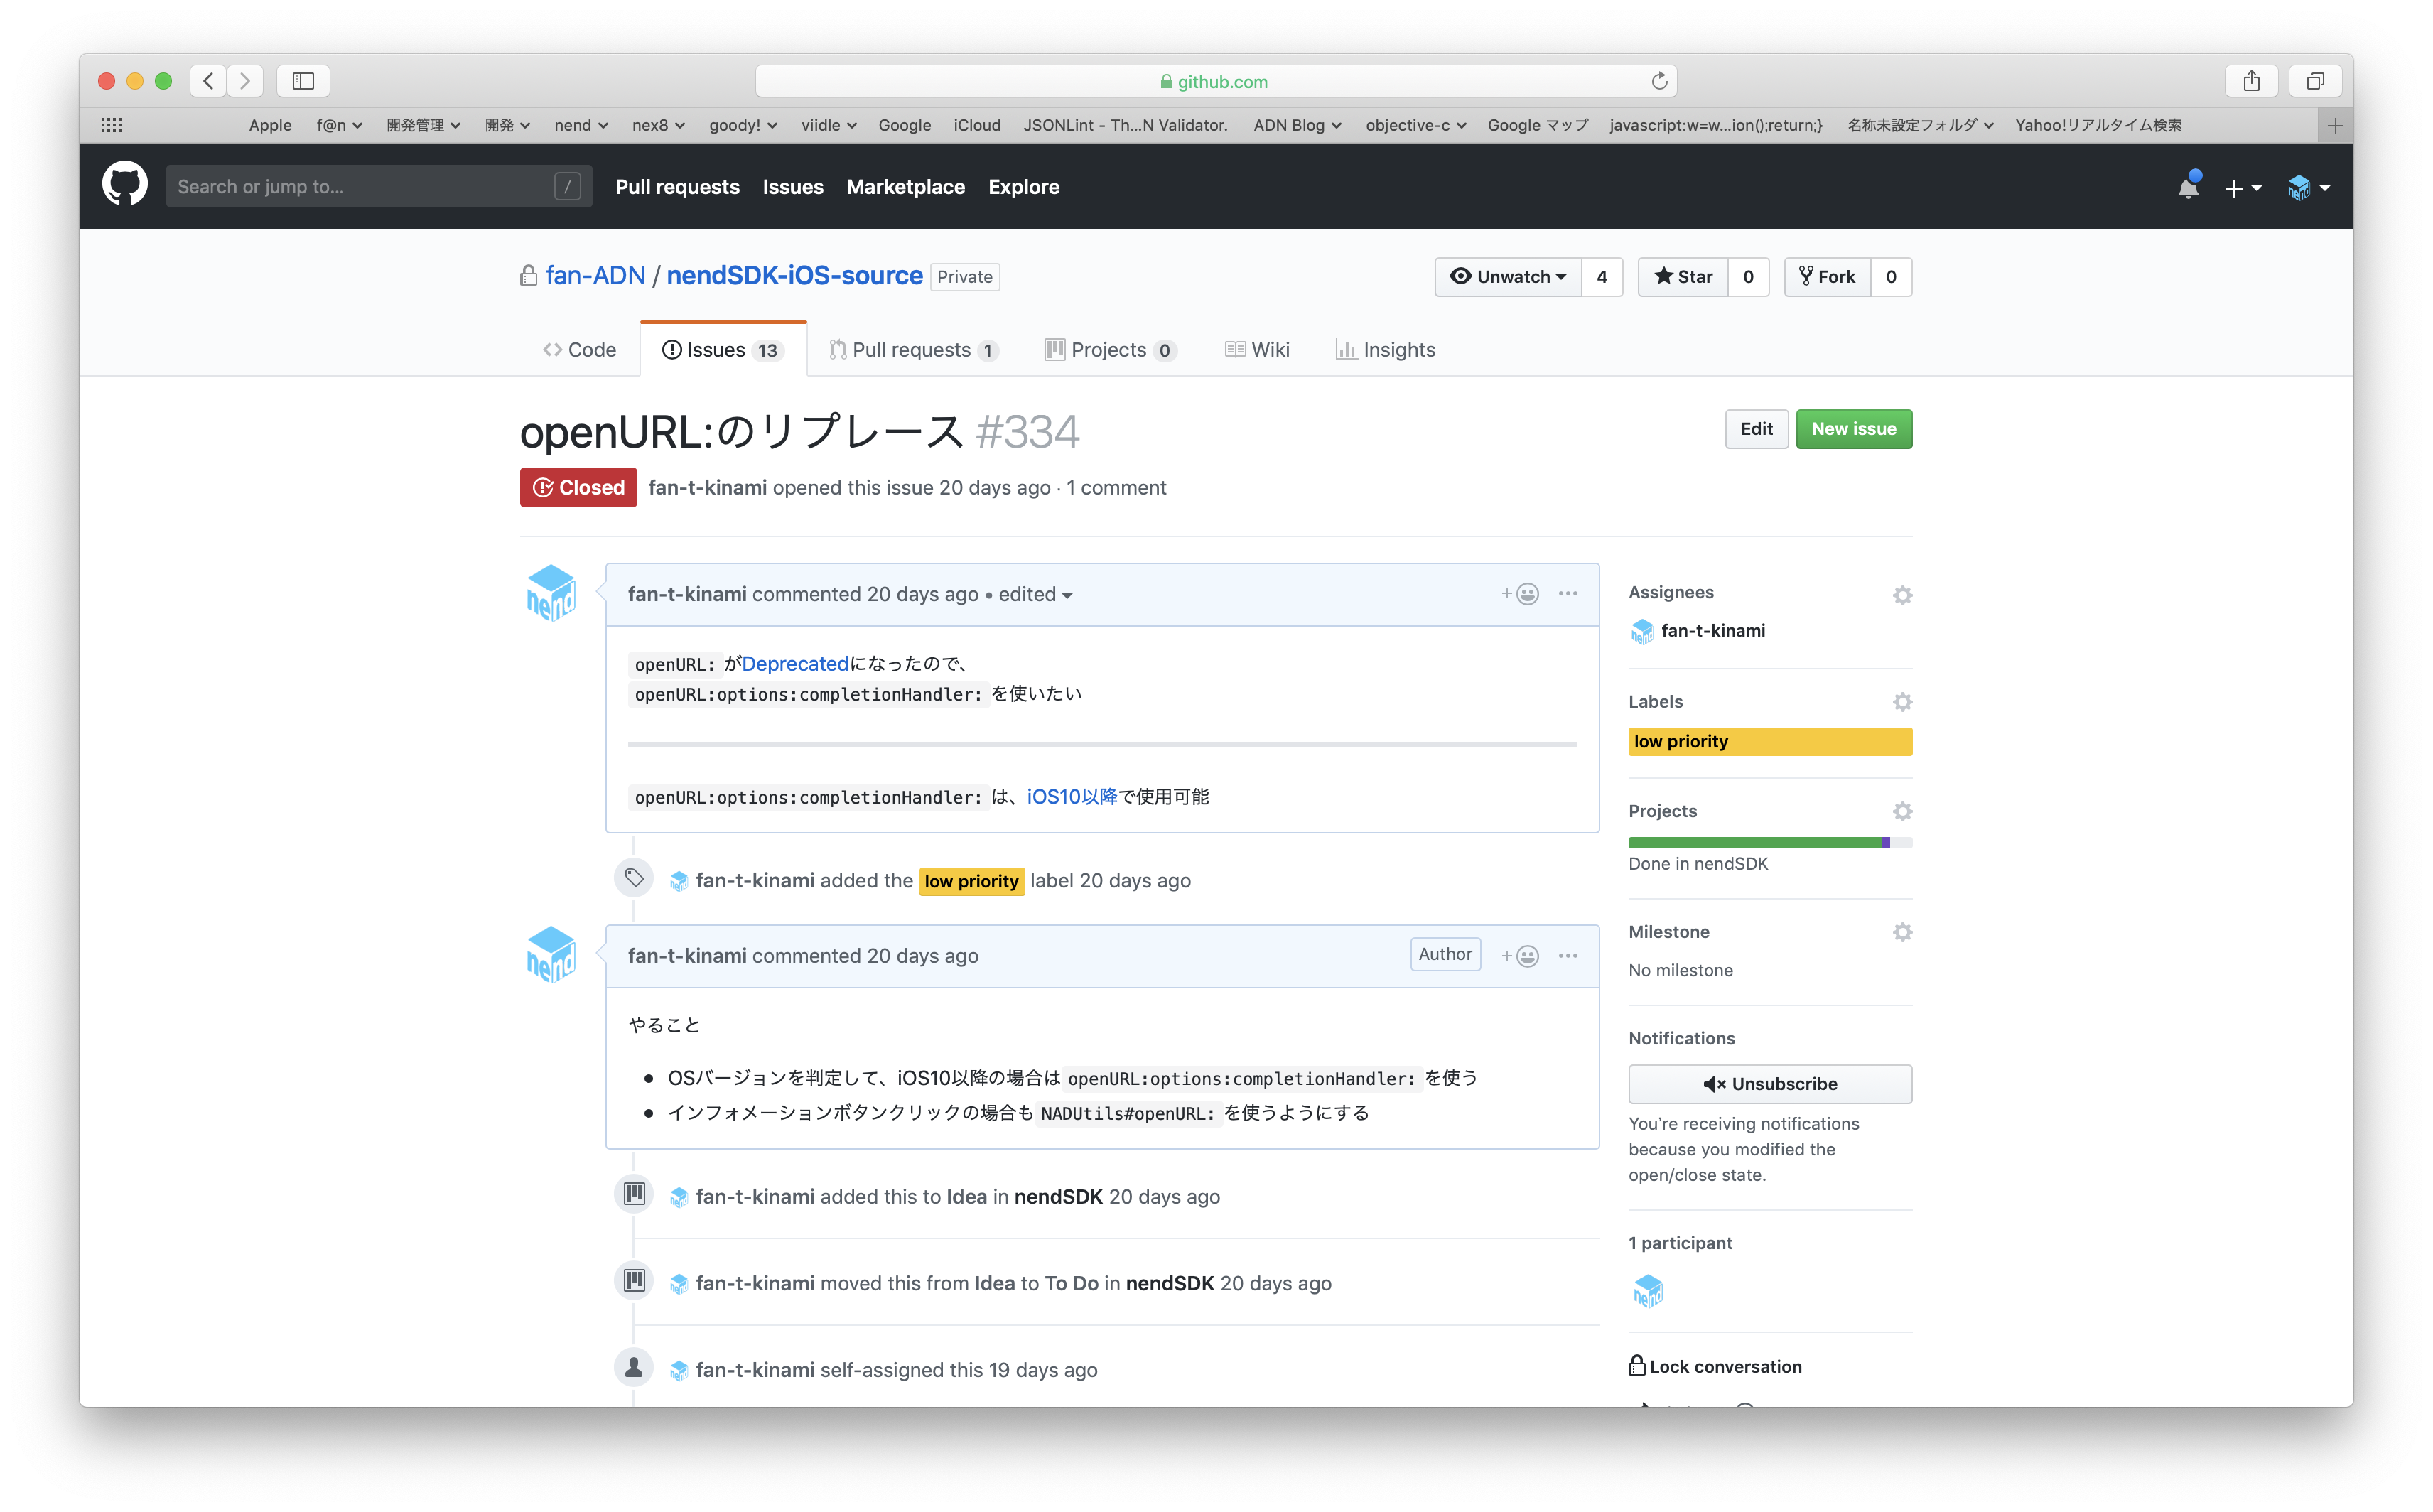 github.com
Apple f@n 開発管理 開発 nend nex8 goody! viidle Google iCloud JSONLint - Th...N Validator. ADN Blog objective-c Google マップ javascript:w=w...ion();return;} 名称未設定フォルダ Yahoo!リアルタイム検索
Search or jump to... / Pull requests Issues Marketplace Explore
fan-ADN / nendSDK-iOS-source Private
Unwatch 4 Star 0 Fork 0
Code Issues 13 Pull requests 1 Projects 0 Wiki Insights
openURL:のリプレース #334
Edit New issue
Closed fan-t-kinami opened this issue 20 days ago · 1 comment
nend
fan-t-kinami commented 20 days ago • edited
openURL: がDeprecatedになったので、
openURL:options:completionHandler: を使いたい
openURL:options:completionHandler: は、iOS10以降で使用可能
fan-t-kinami added the low priority label 20 days ago
nend
fan-t-kinami commented 20 days ago Author
やること
• OSバージョンを判定して、iOS10以降の場合は openURL:options:completionHandler: を使う
• インフォメーションボタンクリックの場合も NADUtils#openURL: を使うようにする
fan-t-kinami added this to Idea in nendSDK 20 days ago
fan-t-kinami moved this from Idea to To Do in nendSDK 20 days ago
fan-t-kinami self-assigned this 19 days ago
Assignees
fan-t-kinami
Labels
low priority
Projects
Done in nendSDK
Milestone
No milestone
Notifications
Unsubscribe
You're receiving notifications
because you modified the
open/close state.
1 participant
nend
Lock conversation